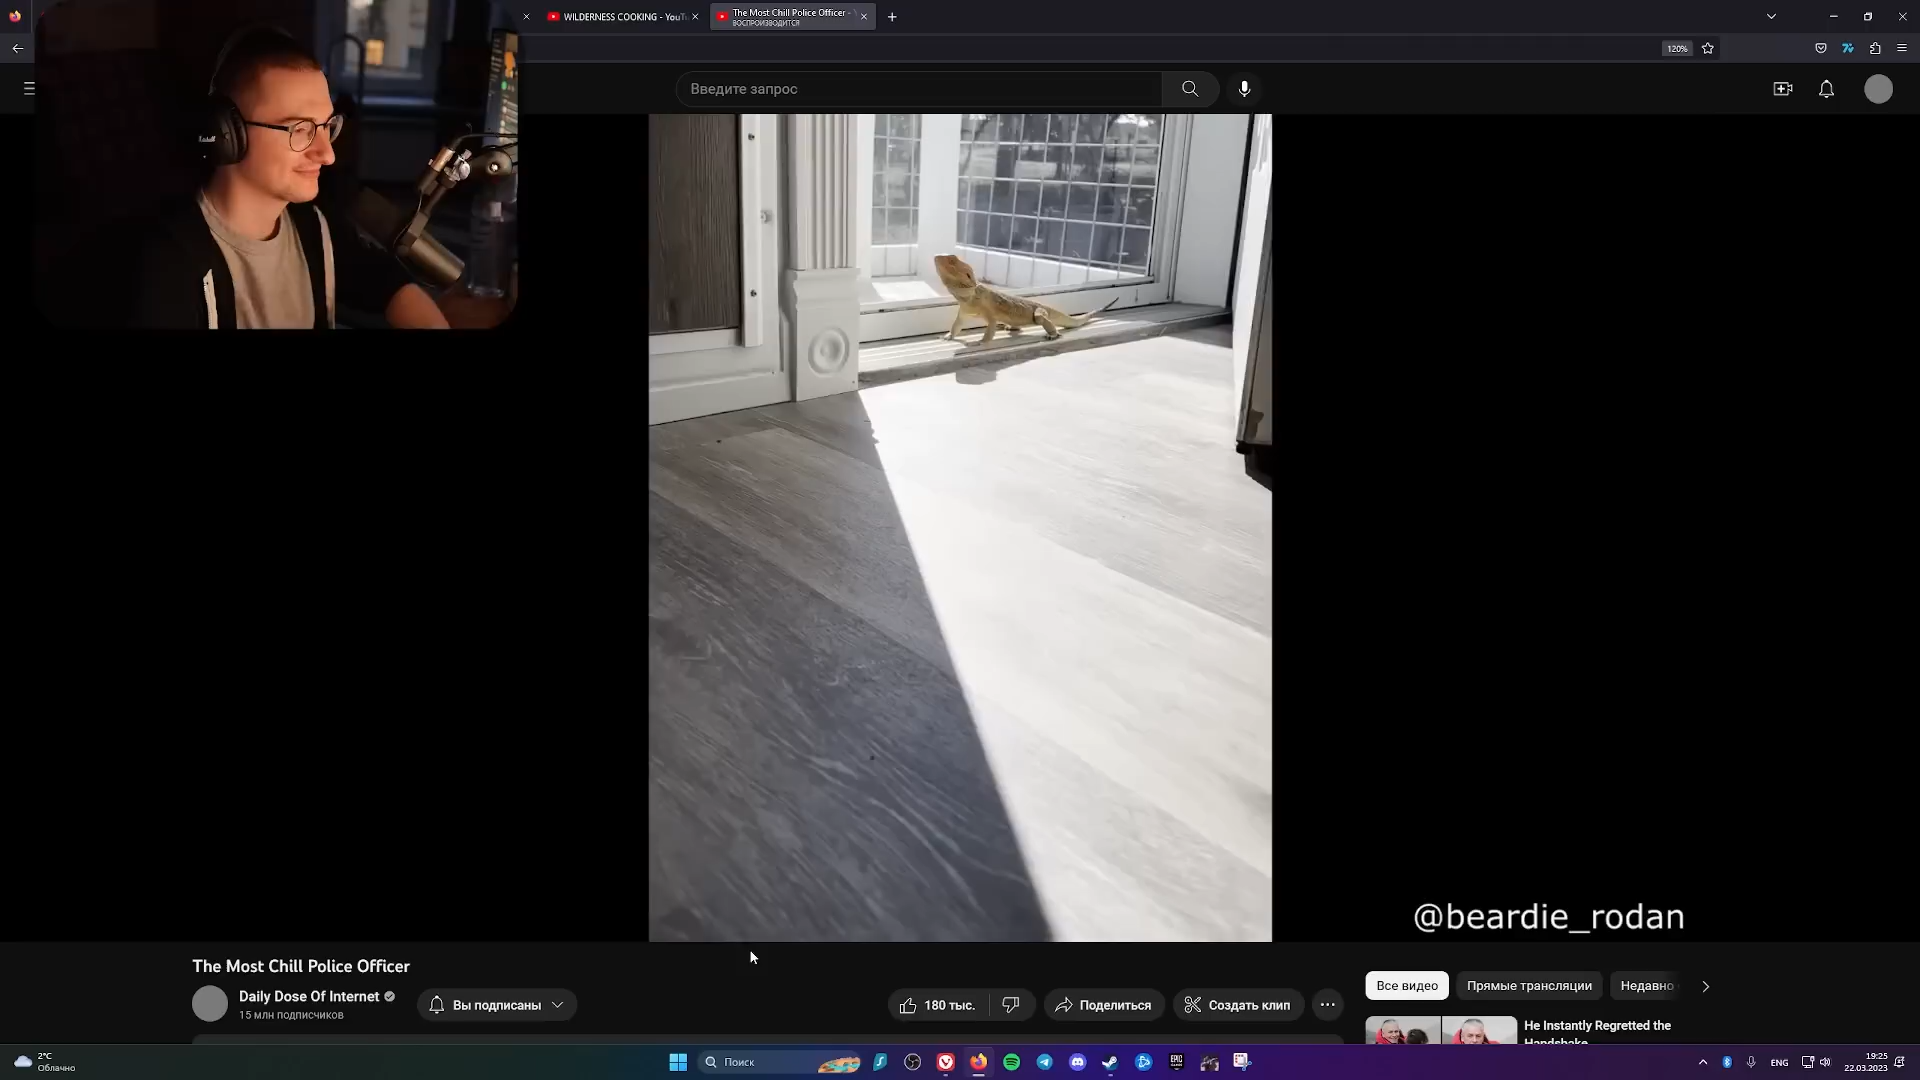 WILDERNESS COOKING - YouTu
The Most Chill Police Officer -
ВОСПРОИЗВОДИТСЯ
120%
Введите запрос
@beardie_rodan
The Most Chill Police Officer
Daily Dose Of Internet
15 млн подписчиков
Вы подписаны
180 тыс.
Поделиться
Создать клип
Все видео
Прямые трансляции
Недавно
He Instantly Regretted the
Handshake
2°C
Облачно
Поиск
ENG
19:25
22.03.2023